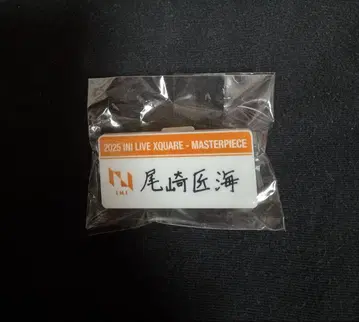 2025 INI LIVE XQUARE - MASTERPIECE
INI
尾崎匠海